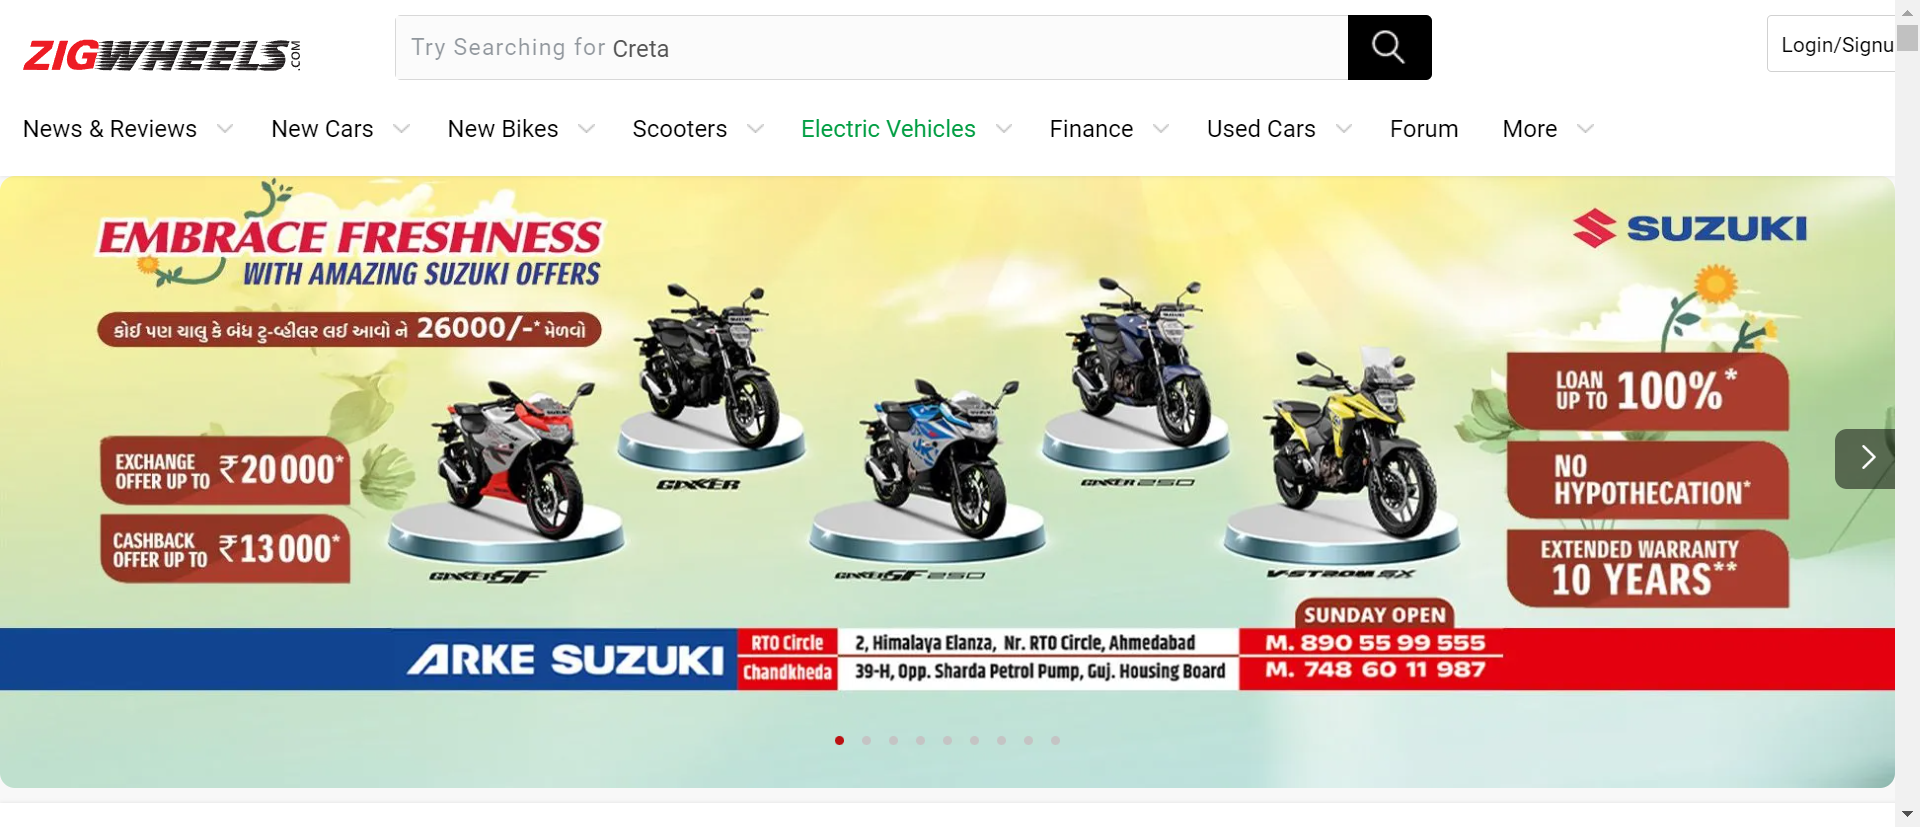 ZIGWHEELS.COM
Try Searching for Creta
Login/Signu
News & Reviews
New Cars
New Bikes
Scooters
Electric Vehicles
Finance
Used Cars
Forum
More
EMBRACE FRESHNESS
WITH AMAZING SUZUKI OFFERS
SUZUKI
કોઈ પણ ચાલુ કે બંધ ટુ-વ્હીલર લઈ આવો ને 26000/-* મેળવો
EXCHANGE
OFFER UP TO ₹20000*
CASHBACK
OFFER UP TO ₹13000*
GIXXER
GIXXER SF
GIXXER SF 250
GIXXER 250
V-STROM SX
LOAN
UP TO 100%*
NO
HYPOTHECATION*
EXTENDED WARRANTY
10 YEARS**
SUNDAY OPEN
ARKE SUZUKI
RTO Circle 2, Himalaya Elanza, Nr. RTO Circle, Ahmedabad M. 890 55 99 555
Chandkheda 39-H, Opp. Sharda Petrol Pump, Guj. Housing Board M. 748 60 11 987